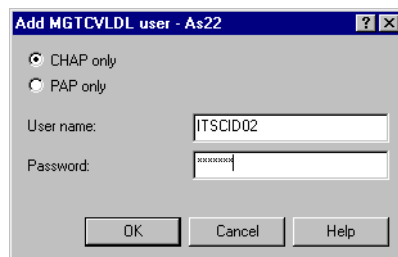 Add MGTCVLDL user - As22
CHAP only
PAP only
User name: ITSCID02
Password: xxxxxxx
OK Cancel Help